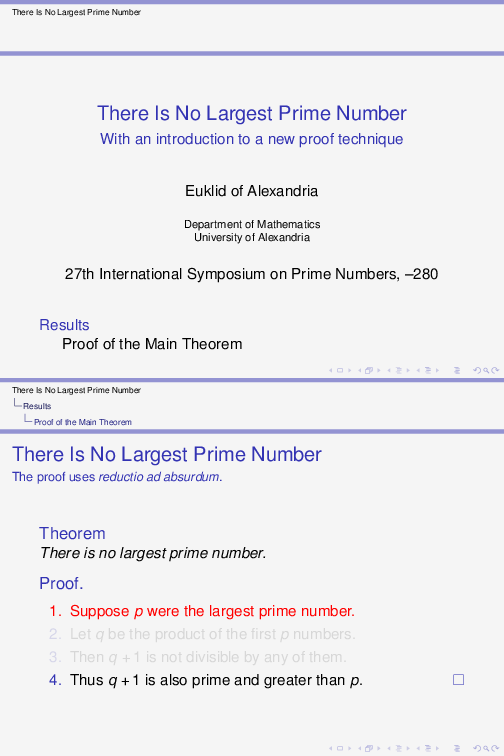 There Is No Largest Prime Number
There Is No Largest Prime Number
With an introduction to a new proof technique
Euklid of Alexandria
Department of Mathematics
University of Alexandria
27th International Symposium on Prime Numbers, –280
Results
Proof of the Main Theorem
There Is No Largest Prime Number
Results
Proof of the Main Theorem
There Is No Largest Prime Number
The proof uses reductio ad absurdum.
Theorem
There is no largest prime number.
Proof.
1. Suppose p were the largest prime number.
2. Let q be the product of the first p numbers.
3. Then q + 1 is not divisible by any of them.
4. Thus q + 1 is also prime and greater than p.